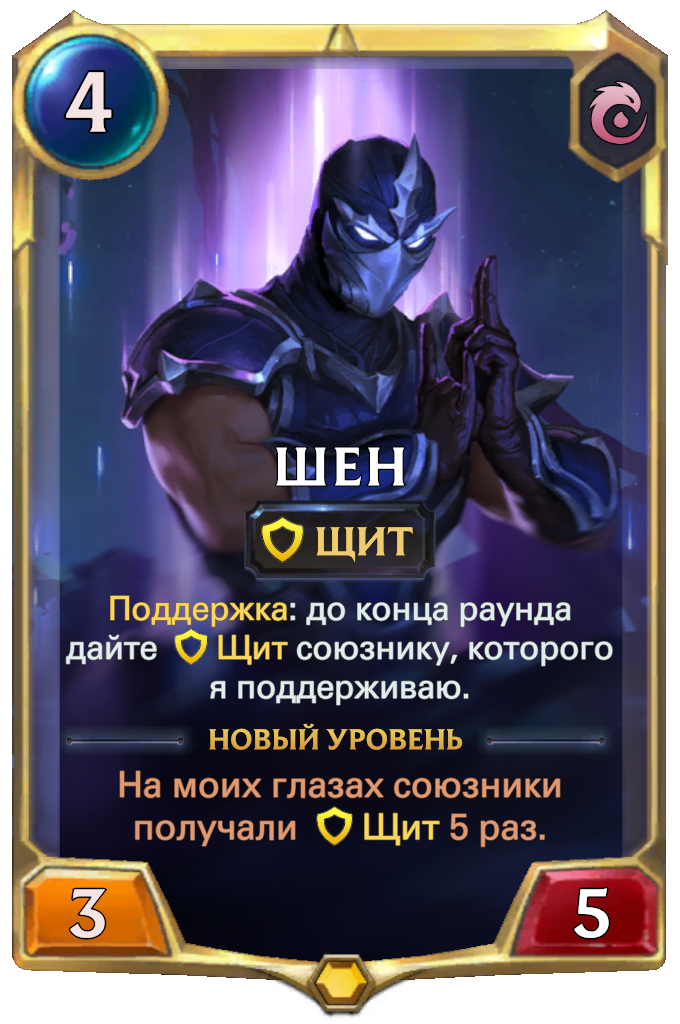 4
ШЕН
ЩИТ
Поддержка: до конца раунда
дайте Щит союзнику, которого
я поддерживаю.
НОВЫЙ УРОВЕНЬ
На моих глазах союзники
получали Щит 5 раз.
3 5